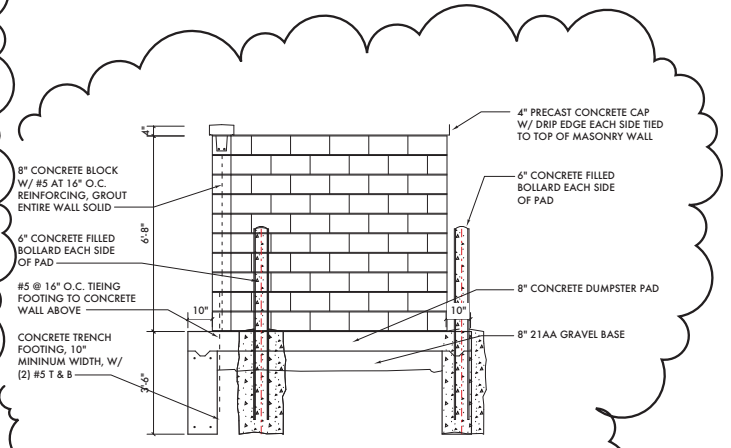 4" PRECAST CONCRETE CAP
W/ DRIP EDGE EACH SIDE TIED
TO TOP OF MASONRY WALL
4"
8" CONCRETE BLOCK
W/ #5 AT 16" O.C.
REINFORCING, GROUT
ENTIRE WALL SOLID
6" CONCRETE FILLED
BOLLARD EACH SIDE
OF PAD
6'-8"
6" CONCRETE FILLED
BOLLARD EACH SIDE
OF PAD
#5 @ 16" O.C. TIEING
FOOTING TO CONCRETE
WALL ABOVE
8" CONCRETE DUMPSTER PAD
10"
10"
8" 21AA GRAVEL BASE
CONCRETE TRENCH
FOOTING, 10"
MININUM WIDTH, W/
(2) #5 T & B
3'-6"